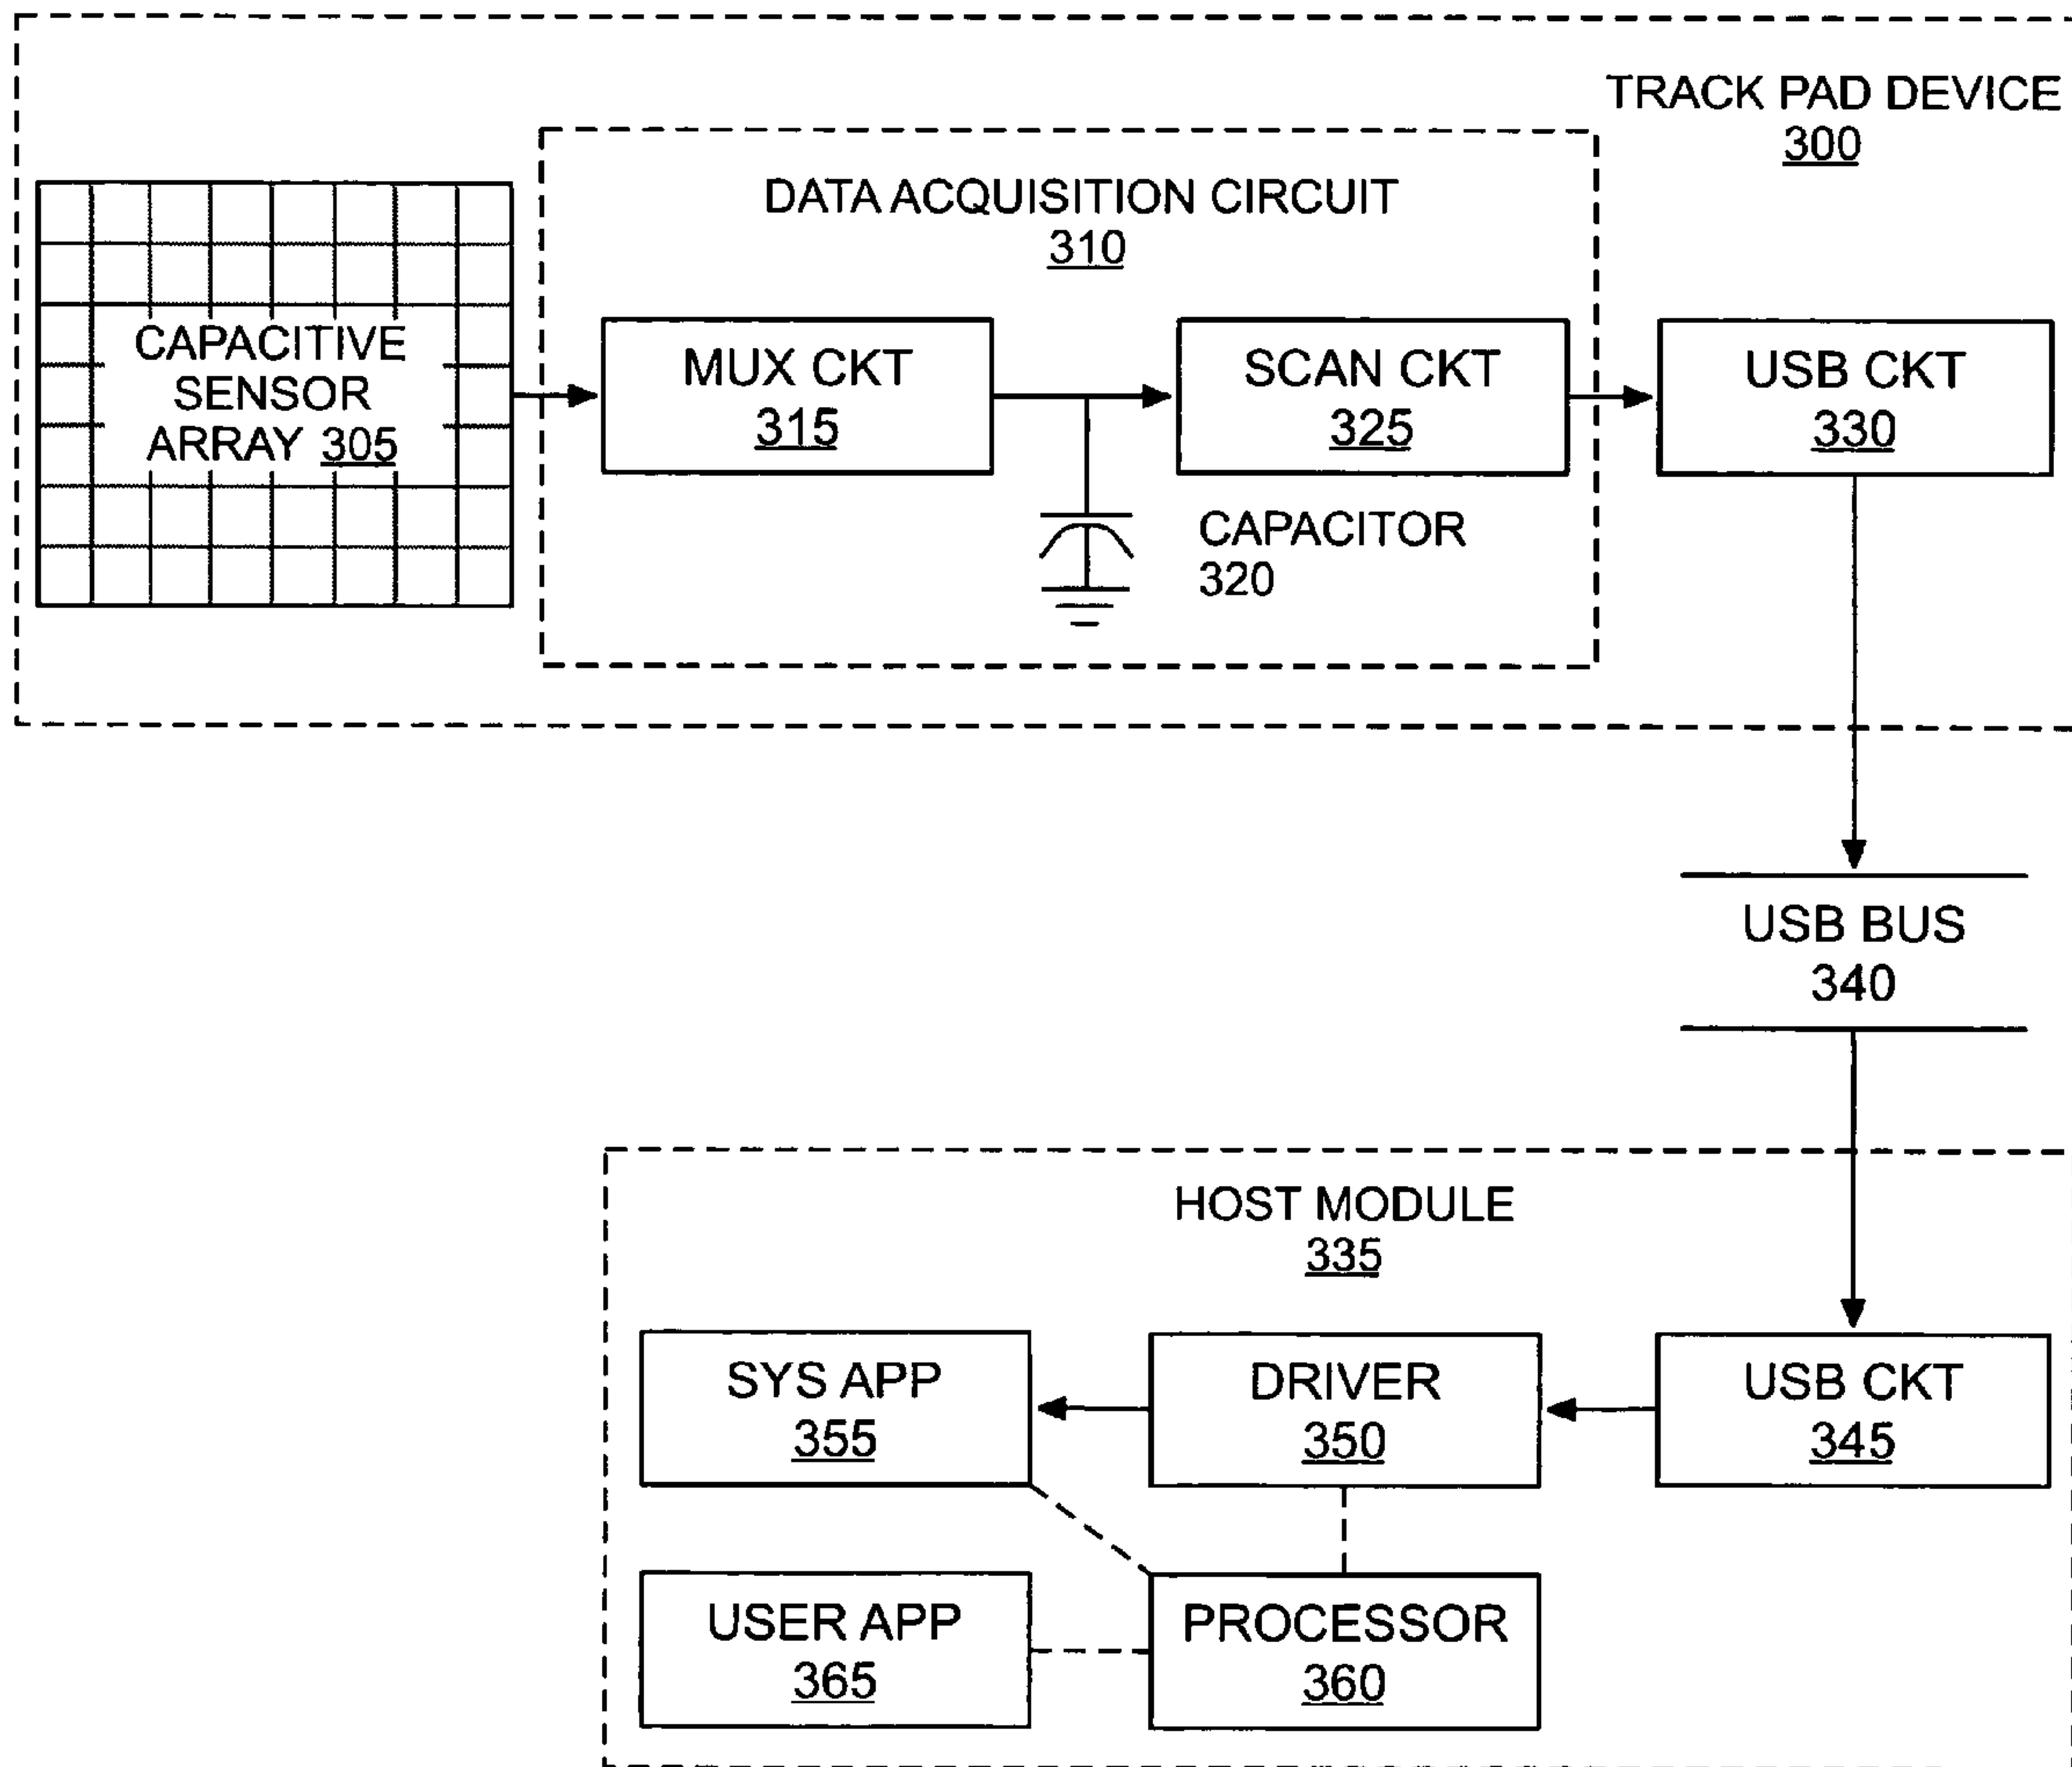 TRACK PAD DEVICE
300
DATA ACQUISITION CIRCUIT
310
CAPACITIVE
SENSOR
ARRAY 305
MUX CKT
315
SCAN CKT
325
USB CKT
330
CAPACITOR
320
USB BUS
340
HOST MODULE
335
SYS APP
355
DRIVER
350
USB CKT
345
USER APP
365
PROCESSOR
360